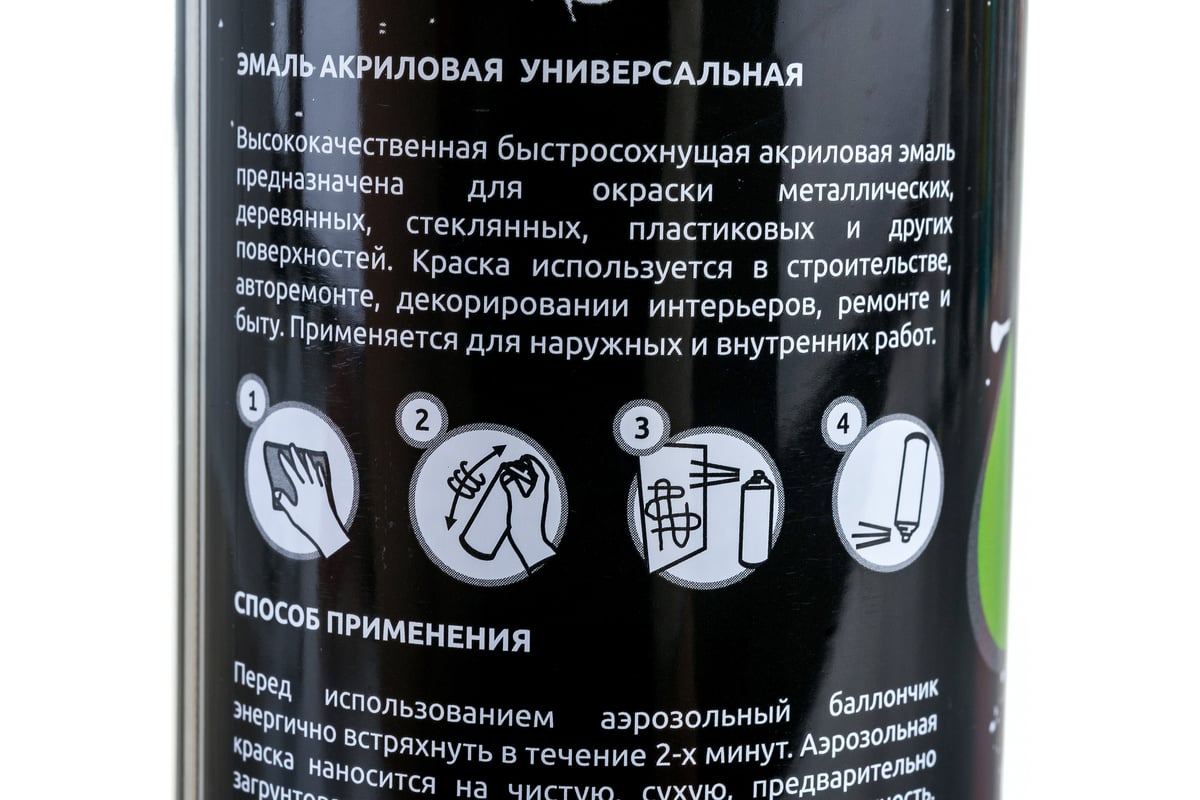 ЭМАЛЬ АКРИЛОВАЯ УНИВЕРСАЛЬНАЯ
Высококачественная быстросохнущая акриловая эмаль
предназначена для окраски металлических,
деревянных, стеклянных, пластиковых и других
поверхностей. Краска используется в строительстве,
авторемонте, декорировании интерьеров, ремонте и
быту. Применяется для наружных и внутренних работ.
1 2 3 4
СПОСОБ ПРИМЕНЕНИЯ
Перед использованием аэрозольный баллончик
энергично встряхнуть в течение 2-х минут. Аэрозольная
краска наносится на чистую, сухую, предварительно